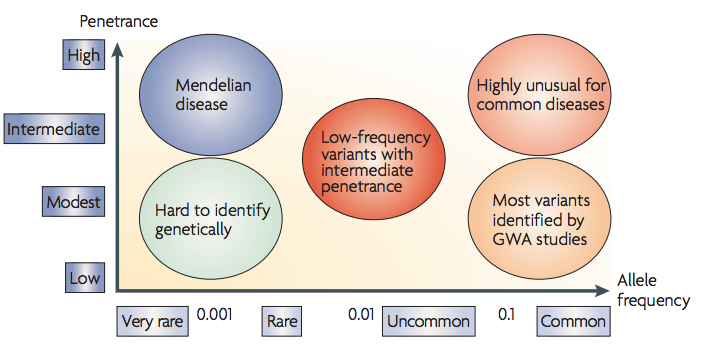 Penetrance
High
Intermediate
Modest
Low
Mendelian
disease
Highly unusual for
common diseases
Low-frequency
variants with
intermediate
penetrance
Hard to identify
genetically
Most variants
identified by
GWA studies
Allele
frequency
Very rare
0.001
Rare
0.01
Uncommon
0.1
Common